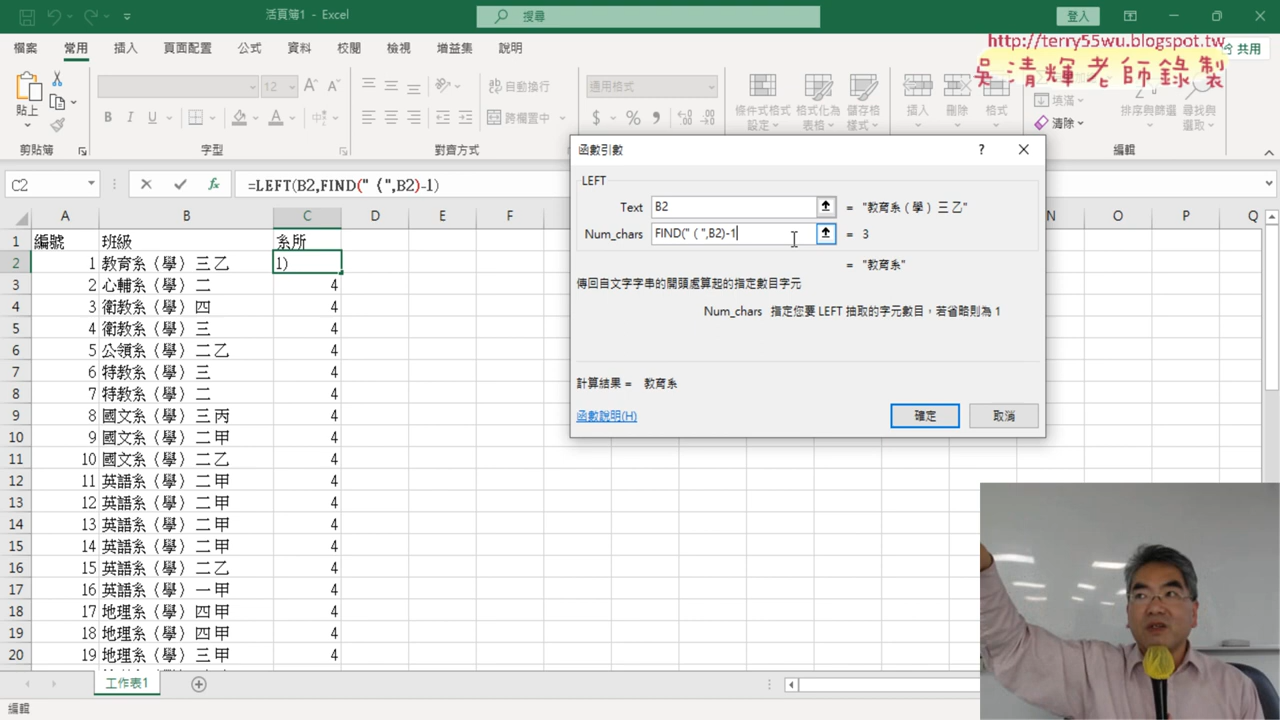 活頁簿1 - Excel
搜尋
登入
檔案 常用 插入 頁面配置 公式 資料 校閱 檢視 增益集 說明
共用
http://terry55wu.blogspot.tw
吳清輝老師錄製
貼上
12
自動換行
跨欄置中
通用格式
條件式格式設定
格式化為表格
儲存格樣式
插入 刪除 格式
填滿
清除
排序與篩選
尋找與選取
剪貼簿 字型 對齊方式 編輯
C2
=LEFT(B2,FIND("（",B2)-1)
A B C D E F N O P Q
1 編號 班級 系所
2 1 教育系（學）三乙 1)
3 2 心輔系（學）二 4
4 3 衛教系（學）四 4
5 4 衛教系（學）三 4
6 5 公領系（學）二乙 4
7 6 特教系（學）三 4
8 7 特教系（學）二 4
9 8 國文系（學）三丙 4
10 9 國文系（學）二甲 4
11 10 國文系（學）二乙 4
12 11 英語系（學）二甲 4
13 12 英語系（學）二甲 4
14 13 英語系（學）二甲 4
15 14 英語系（學）二甲 4
16 15 英語系（學）二乙 4
17 16 英語系（學）一甲 4
18 17 地理系（學）四甲 4
19 18 地理系（學）四甲 4
20 19 地理系（學）三甲 4
函數引數
?
LEFT
Text B2 = "教育系（學）三乙"
Num_chars FIND("（",B2)-1 = 3
= "教育系"
傳回自文字字串的開頭處算起的指定數目字元
Num_chars 指定您要 LEFT 抽取的字元數目，若省略則為 1
計算結果 = 教育系
函數說明(H)
確定 取消
工作表1
編輯